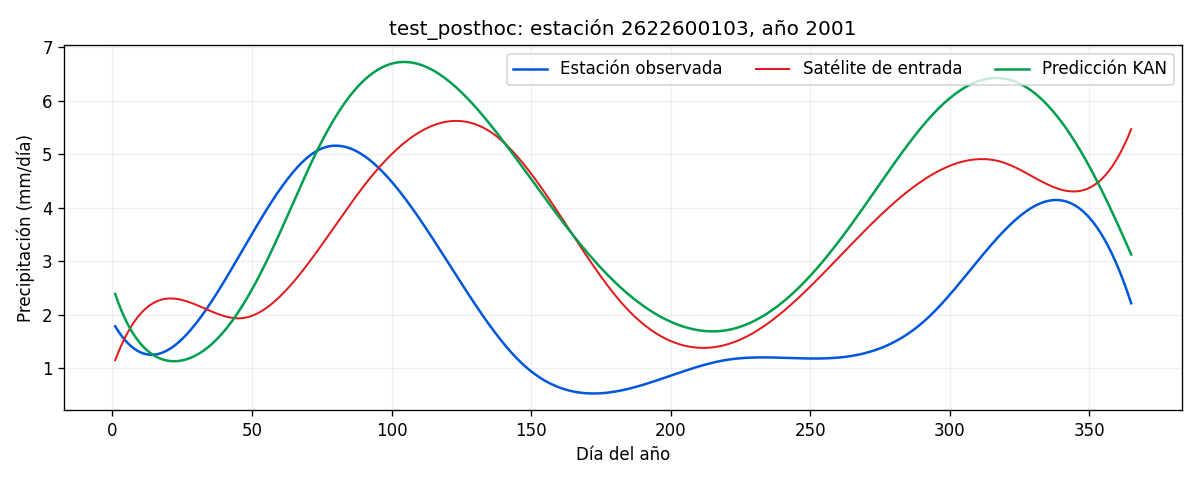 test_posthoc: estación 2622600103, año 2001
Estación observada Satélite de entrada Predicción KAN
Precipitación (mm/día)
7
6
5
4
3
2
1
0 50 100 150 200 250 300 350
Día del año